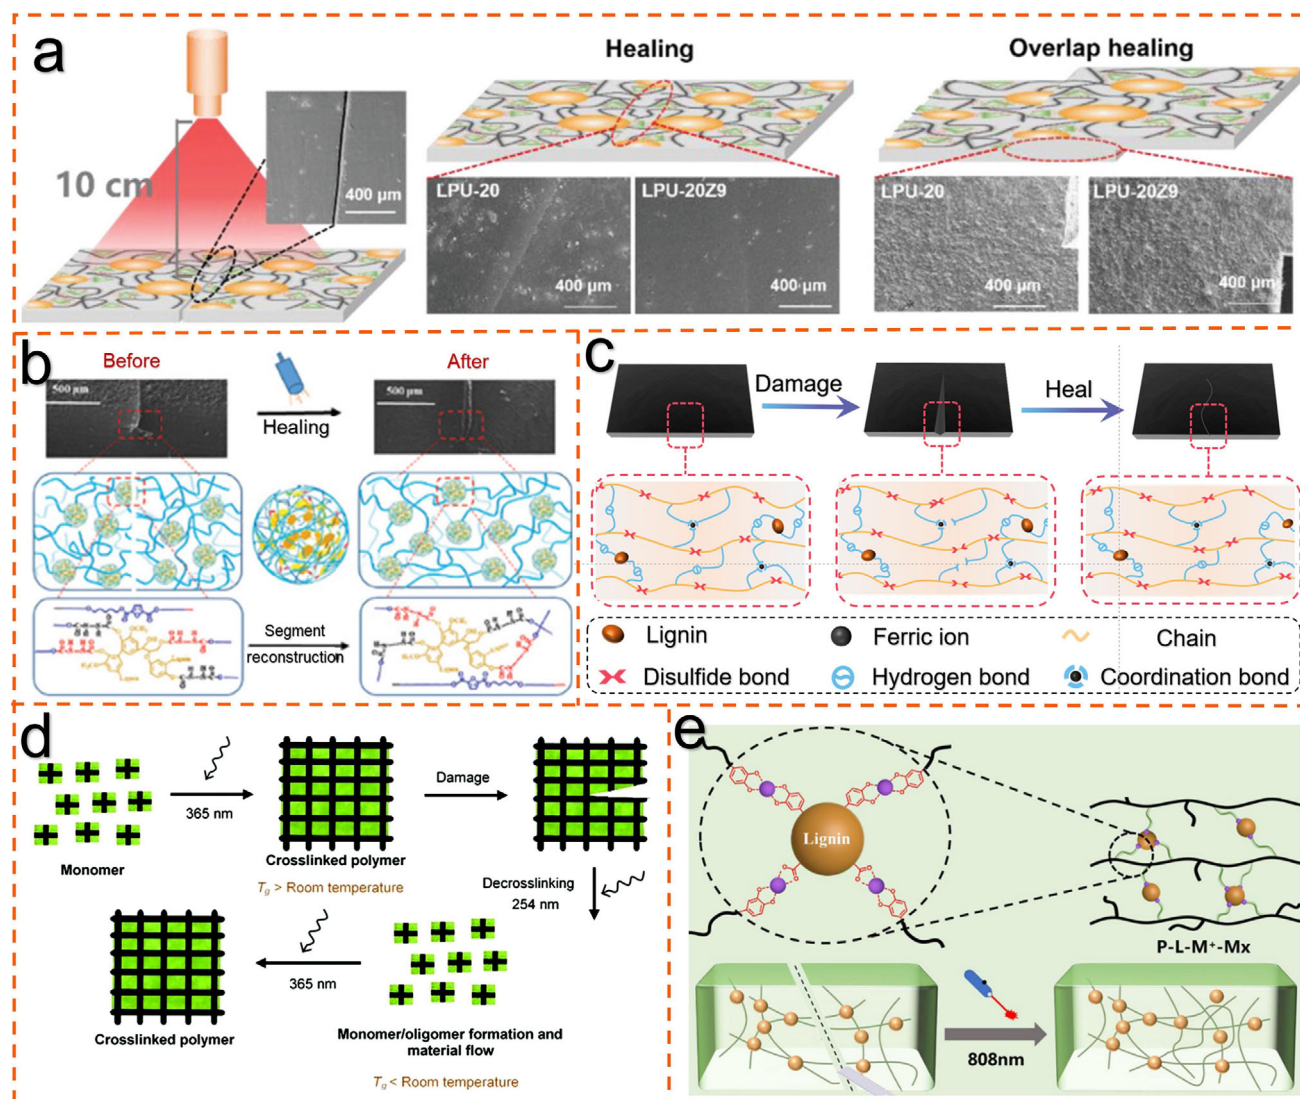 a
10 cm
400 µm
Healing
LPU-20
400 µm
LPU-20Z9
400 µm
Overlap healing
LPU-20
400 µm
LPU-20Z9
400 µm
b
Before
500 µm
Healing
After
500 µm
Segment
reconstruction
c
Damage
Heal
Lignin
Ferric ion
Chain
Disulfide bond
Hydrogen bond
Coordination bond
d
Monomer
365 nm
Crosslinked polymer
Tg > Room temperature
Damage
Decrosslinking
254 nm
Monomer/oligomer formation and
material flow
Tg < Room temperature
365 nm
Crosslinked polymer
e
Lignin
P-L-M⁺-Mx
808nm